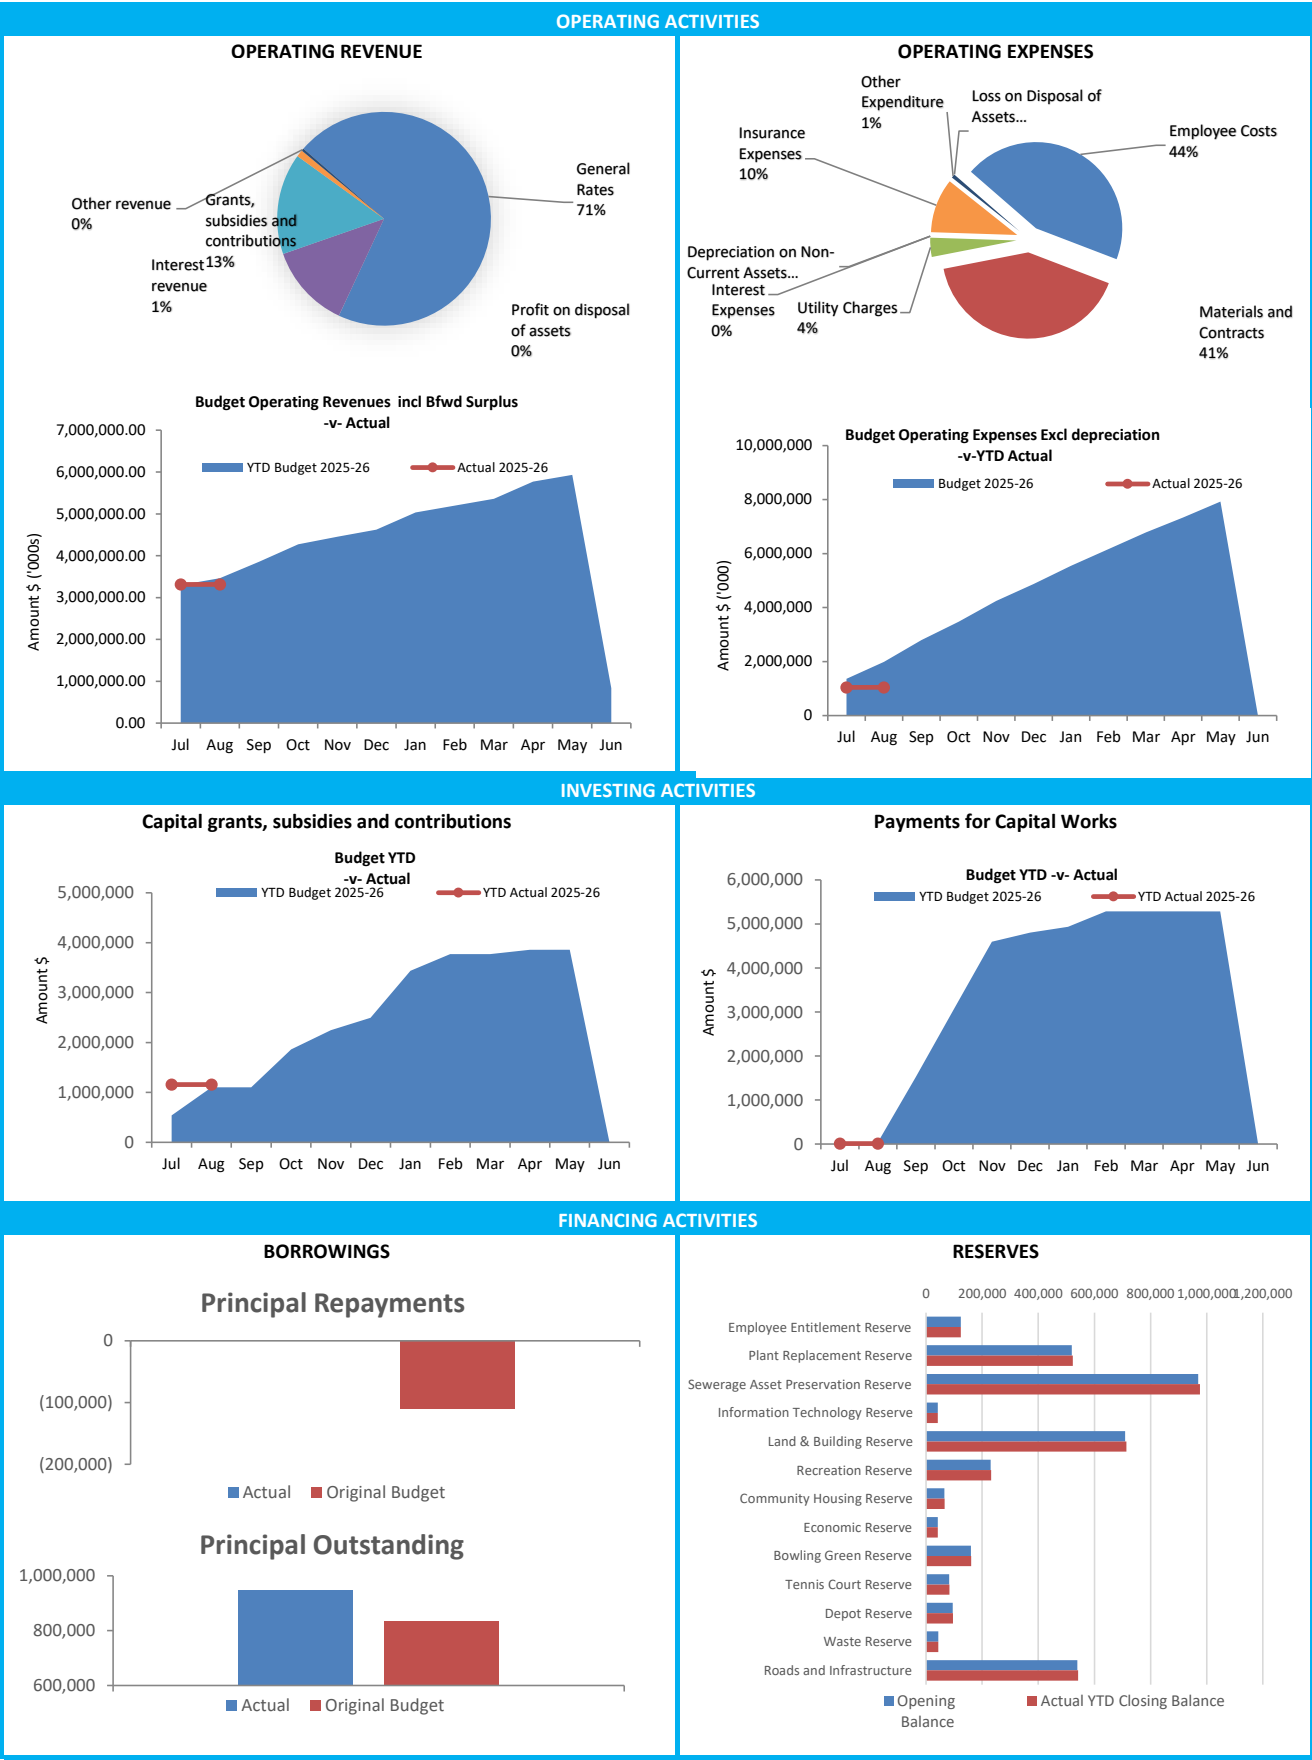 OPERATING ACTIVITIES
OPERATING REVENUE
Other revenue
0%
Grants,
subsidies and
contributions
13%
Interest
revenue
1%
General
Rates
71%
Profit on disposal
of assets
0%
OPERATING EXPENSES
Other
Expenditure
1%
Loss on Disposal of
Assets...
Insurance
Expenses
10%
Employee Costs
44%
Depreciation on Non-
Current Assets...
Interest
Expenses
0%
Utility Charges
4%
Materials and
Contracts
41%
Budget Operating Revenues incl Bfwd Surplus
-v- Actual
YTD Budget 2025-26
Actual 2025-26
Amount $ ('000s)
7,000,000.00
6,000,000.00
5,000,000.00
4,000,000.00
3,000,000.00
2,000,000.00
1,000,000.00
0.00
Jul Aug Sep Oct Nov Dec Jan Feb Mar Apr May Jun
Budget Operating Expenses Excl depreciation
-v-YTD Actual
Budget 2025-26
Actual 2025-26
Amount $ ('000)
10,000,000
8,000,000
6,000,000
4,000,000
2,000,000
0
Jul Aug Sep Oct Nov Dec Jan Feb Mar Apr May Jun
INVESTING ACTIVITIES
Capital grants, subsidies and contributions
Budget YTD
-v- Actual
YTD Budget 2025-26
YTD Actual 2025-26
Amount $
5,000,000
4,000,000
3,000,000
2,000,000
1,000,000
0
Jul Aug Sep Oct Nov Dec Jan Feb Mar Apr May Jun
Payments for Capital Works
Budget YTD -v- Actual
YTD Budget 2025-26
YTD Actual 2025-26
Amount $
6,000,000
5,000,000
4,000,000
3,000,000
2,000,000
1,000,000
0
Jul Aug Sep Oct Nov Dec Jan Feb Mar Apr May Jun
FINANCING ACTIVITIES
BORROWINGS
Principal Repayments
0
(100,000)
(200,000)
Actual
Original Budget
Principal Outstanding
1,000,000
800,000
600,000
Actual
Original Budget
RESERVES
0 200,000 400,000 600,000 800,000 1,000,000 1,200,000
Employee Entitlement Reserve
Plant Replacement Reserve
Sewerage Asset Preservation Reserve
Information Technology Reserve
Land & Building Reserve
Recreation Reserve
Community Housing Reserve
Economic Reserve
Bowling Green Reserve
Tennis Court Reserve
Depot Reserve
Waste Reserve
Roads and Infrastructure
Opening
Balance
Actual YTD Closing Balance